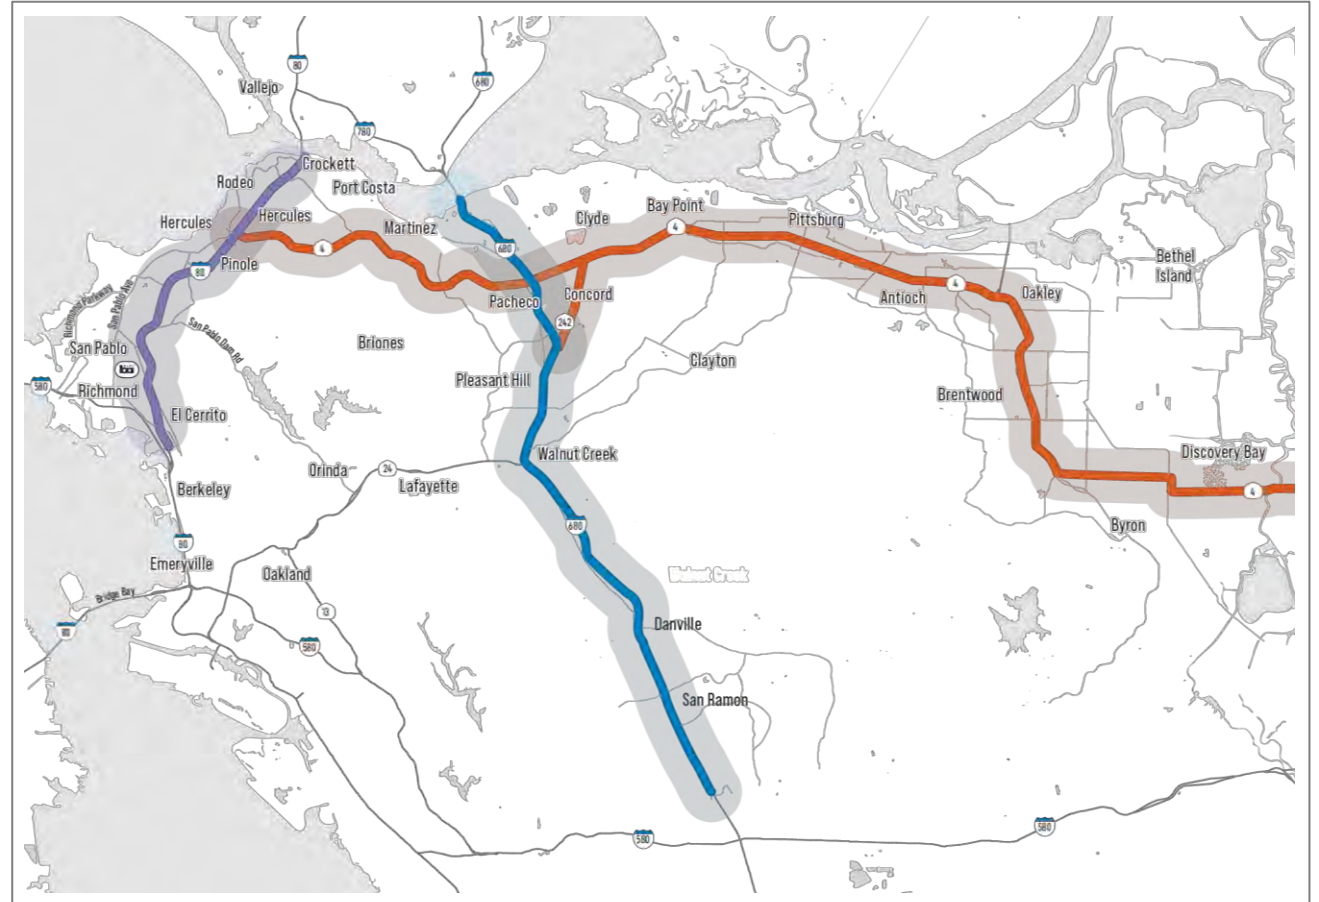 80
680
Vallejo
780
Crockett
Rodeo
Port Costa
Hercules
Hercules
Martinez
Clyde
Bay Point
4
Pittsburg
4
680
Bethel
Island
Pinole
80
Pacheco
Concord
Antioch
4
Oakley
Richmond Parkway
San Pablo Ave
San Pablo Dam Rd
242
San Pablo
Briones
Clayton
580
Richmond
Pleasant Hill
Brentwood
El Cerrito
Walnut Creek
Discovery Bay
Orinda
24
Lafayette
Berkeley
4
680
Byron
80
Emeryville
Oakland
Walnut Creek
Bridge Bay
13
80
580
Danville
San Ramon
580
580